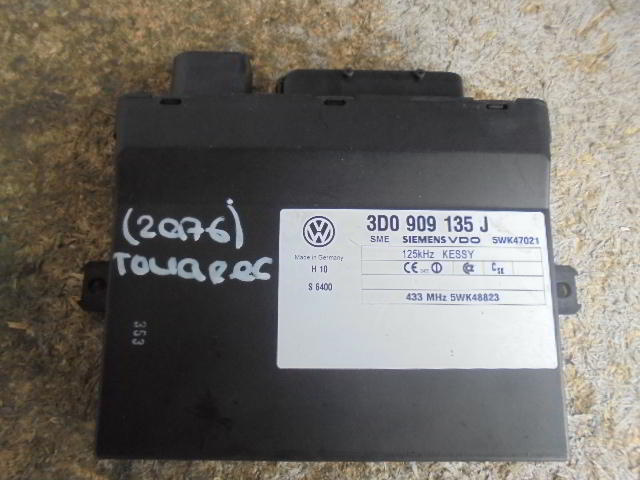 (2076)
TOUAREG
353
3D0 909 135 J
SME SIEMENS VDO 5WK47021
Made in Germany
H 10
S 6400
125kHz KESSY
CE
433 MHz 5WK48823